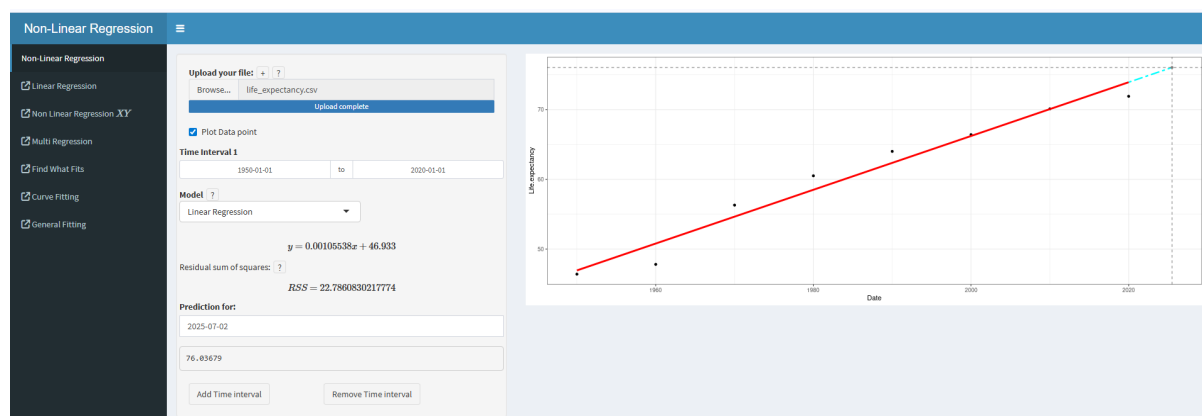 Non-Linear Regression
Non-Linear Regression
Linear Regression
Non Linear Regression XY
Multi Regression
Find What Fits
Curve Fitting
General Fitting
Upload your file: + ?
Browse... life_expectancy.csv
Upload complete
Plot Data point
Time Interval 1
1950-01-01 to 2020-01-01
Model ?
Linear Regression
y = 0.00105538x + 46.933
Residual sum of squares: ?
RSS = 22.7860830217774
Prediction for:
2025-07-02
76.03679
Add Time interval Remove Time interval
Life.expectancy
70
60
50
1960 1980 2000 2020
Date